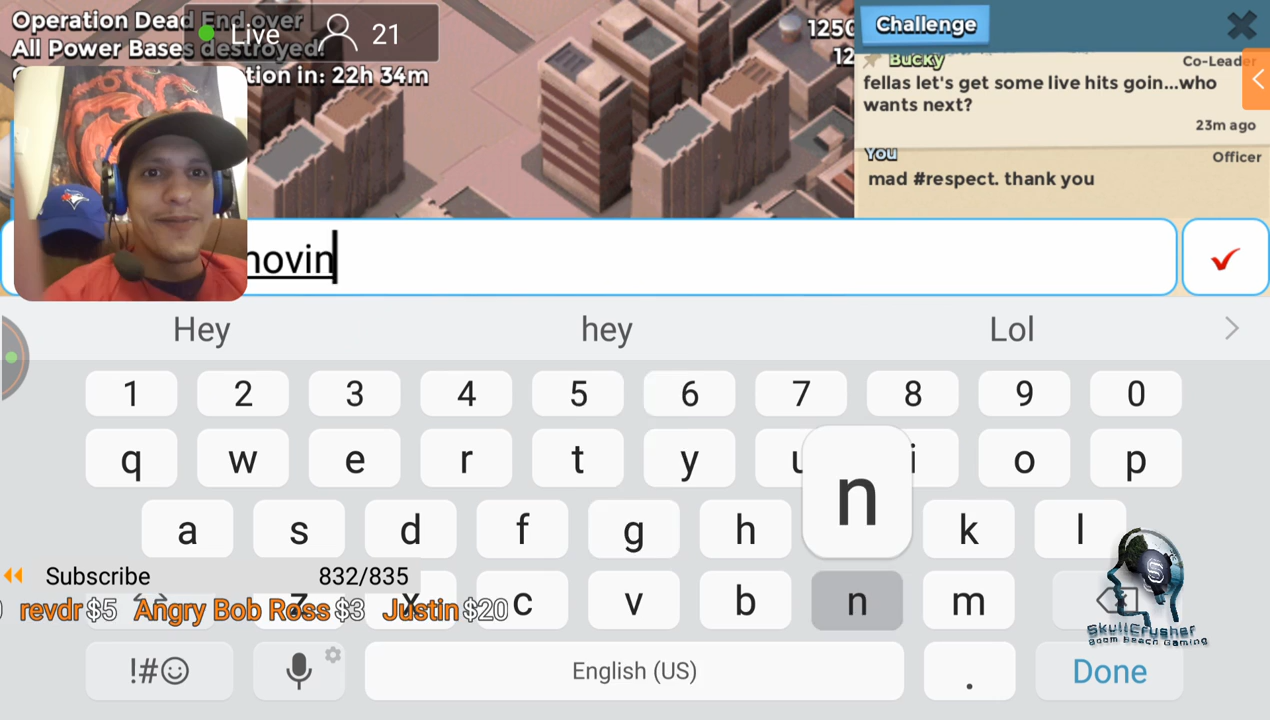 Operation Dead End over
All Power Bases destroyed!
tion in: 22h 34m
Live
21
1250
12
Challenge
Bucky
Co-Leader
fellas let's get some live hits goin...who
wants next?
23m ago
You
Officer
mad #respect. thank you
novin
Hey
hey
Lol
1 2 3 4 5 6 7 8 9 0
q w e r t y u i o p
n
a s d f g h k l
Subscribe
832/835
revdr$5 Angry Bob Ross$3 Justin$20
z x c v b n m
SkullCrusher
Boom Beach Gaming
!#☺
English (US)
.
Done